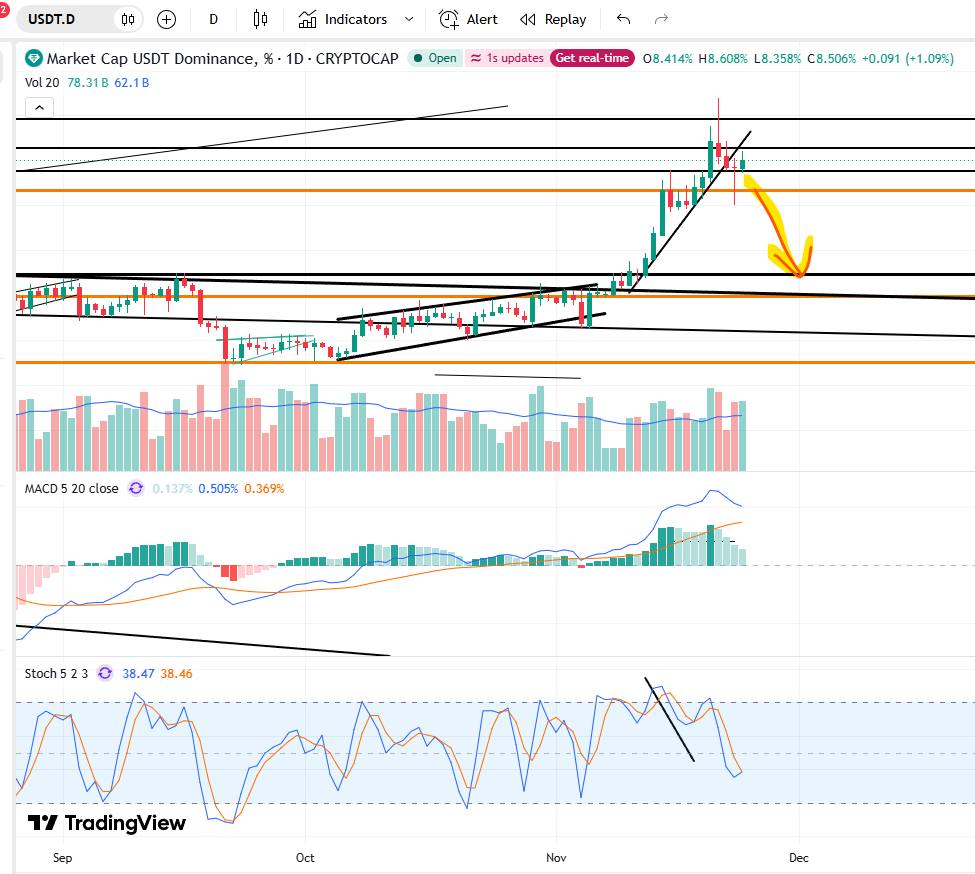 2
USDT.D
D
Indicators
Alert
Replay
Market Cap USDT Dominance, % · 1D · CRYPTOCAP
Open
≈ 1s updates
Get real-time
O8.414% H8.608% L8.358% C8.506% +0.091 (+1.09%)
Vol 20 78.31 B 62.1 B
MACD 5 20 close 0.137% 0.505% 0.369%
Stoch 5 2 3 38.47 38.46
TradingView
Sep Oct Nov Dec